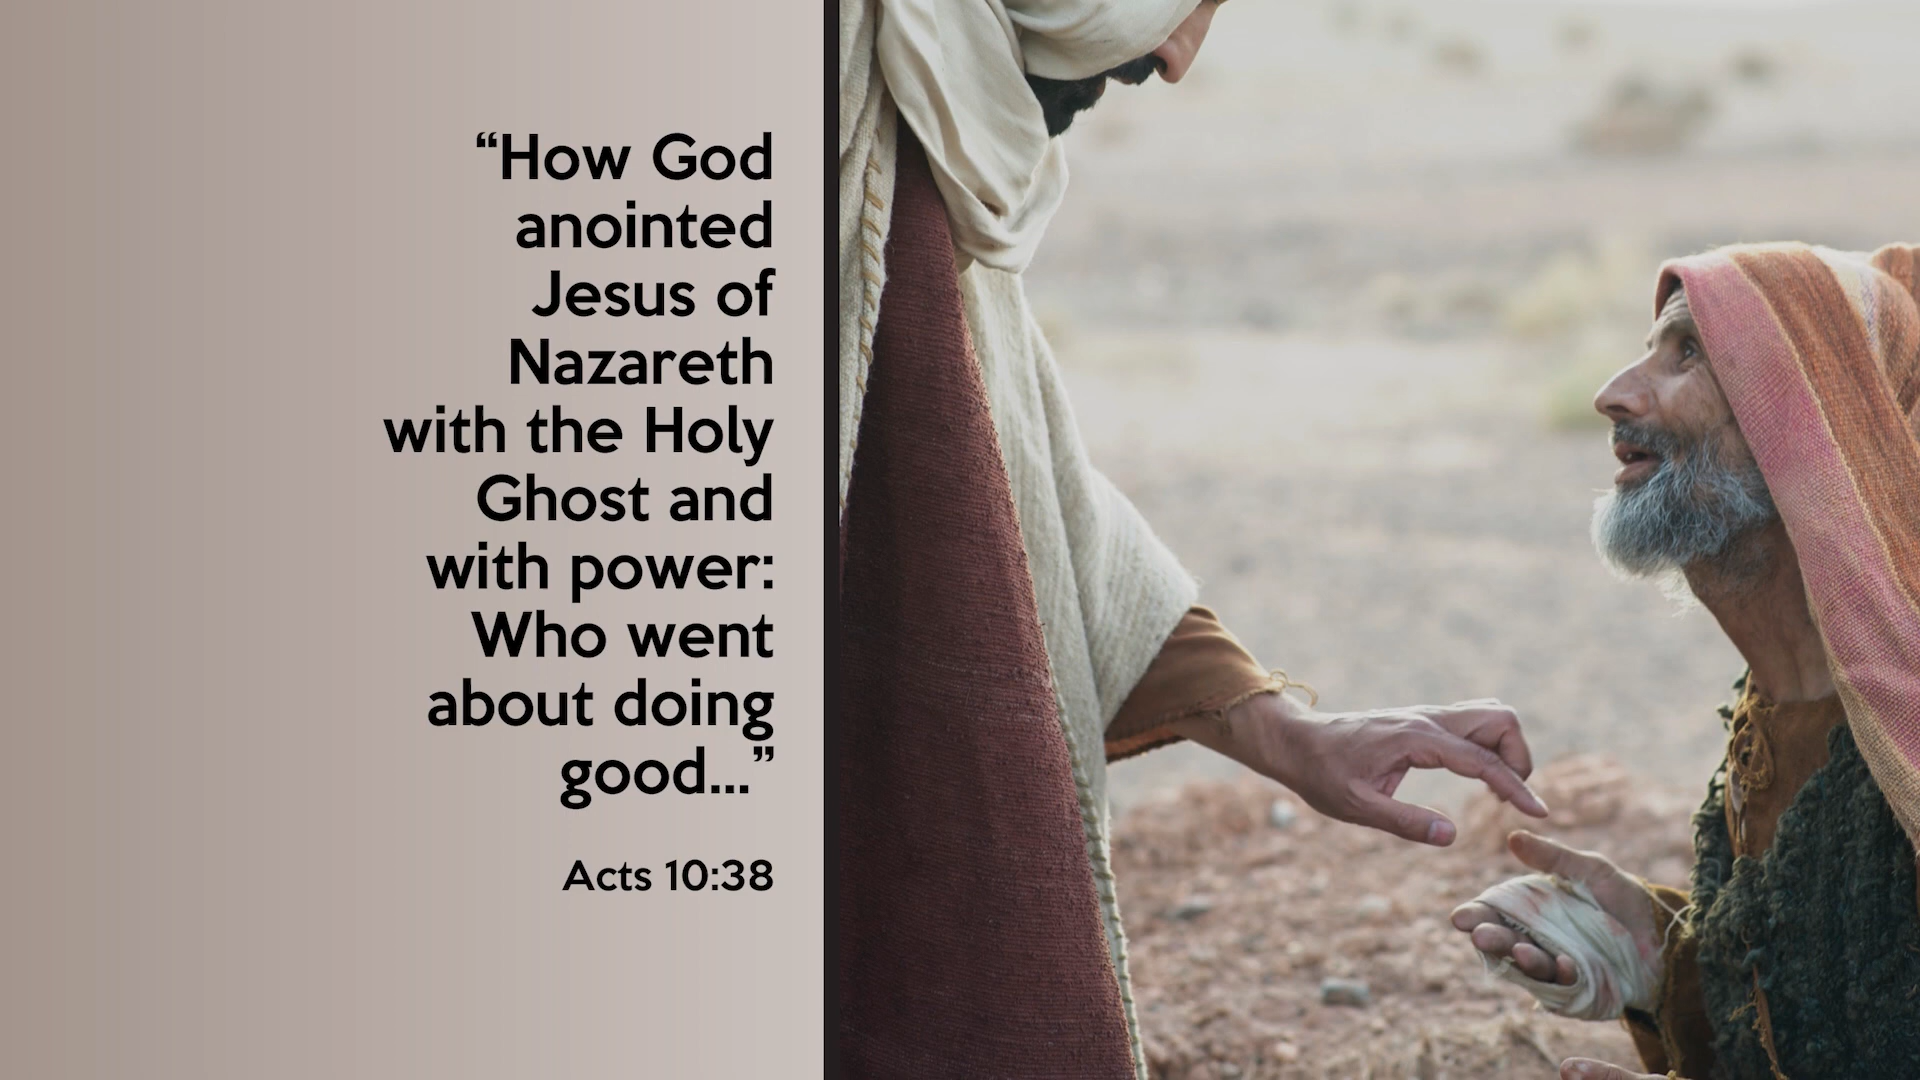 “How God
anointed
Jesus of
Nazareth
with the Holy
Ghost and
with power:
Who went
about doing
good...”
Acts 10:38